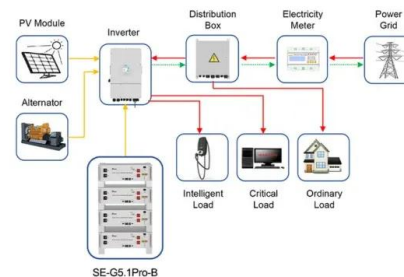 PV Module
Inverter
Distribution
Box
Electricity
Meter
Power
Grid
Alternator
Intelligent
Load
Critical
Load
Ordinary
Load
SE-G5.1Pro-B